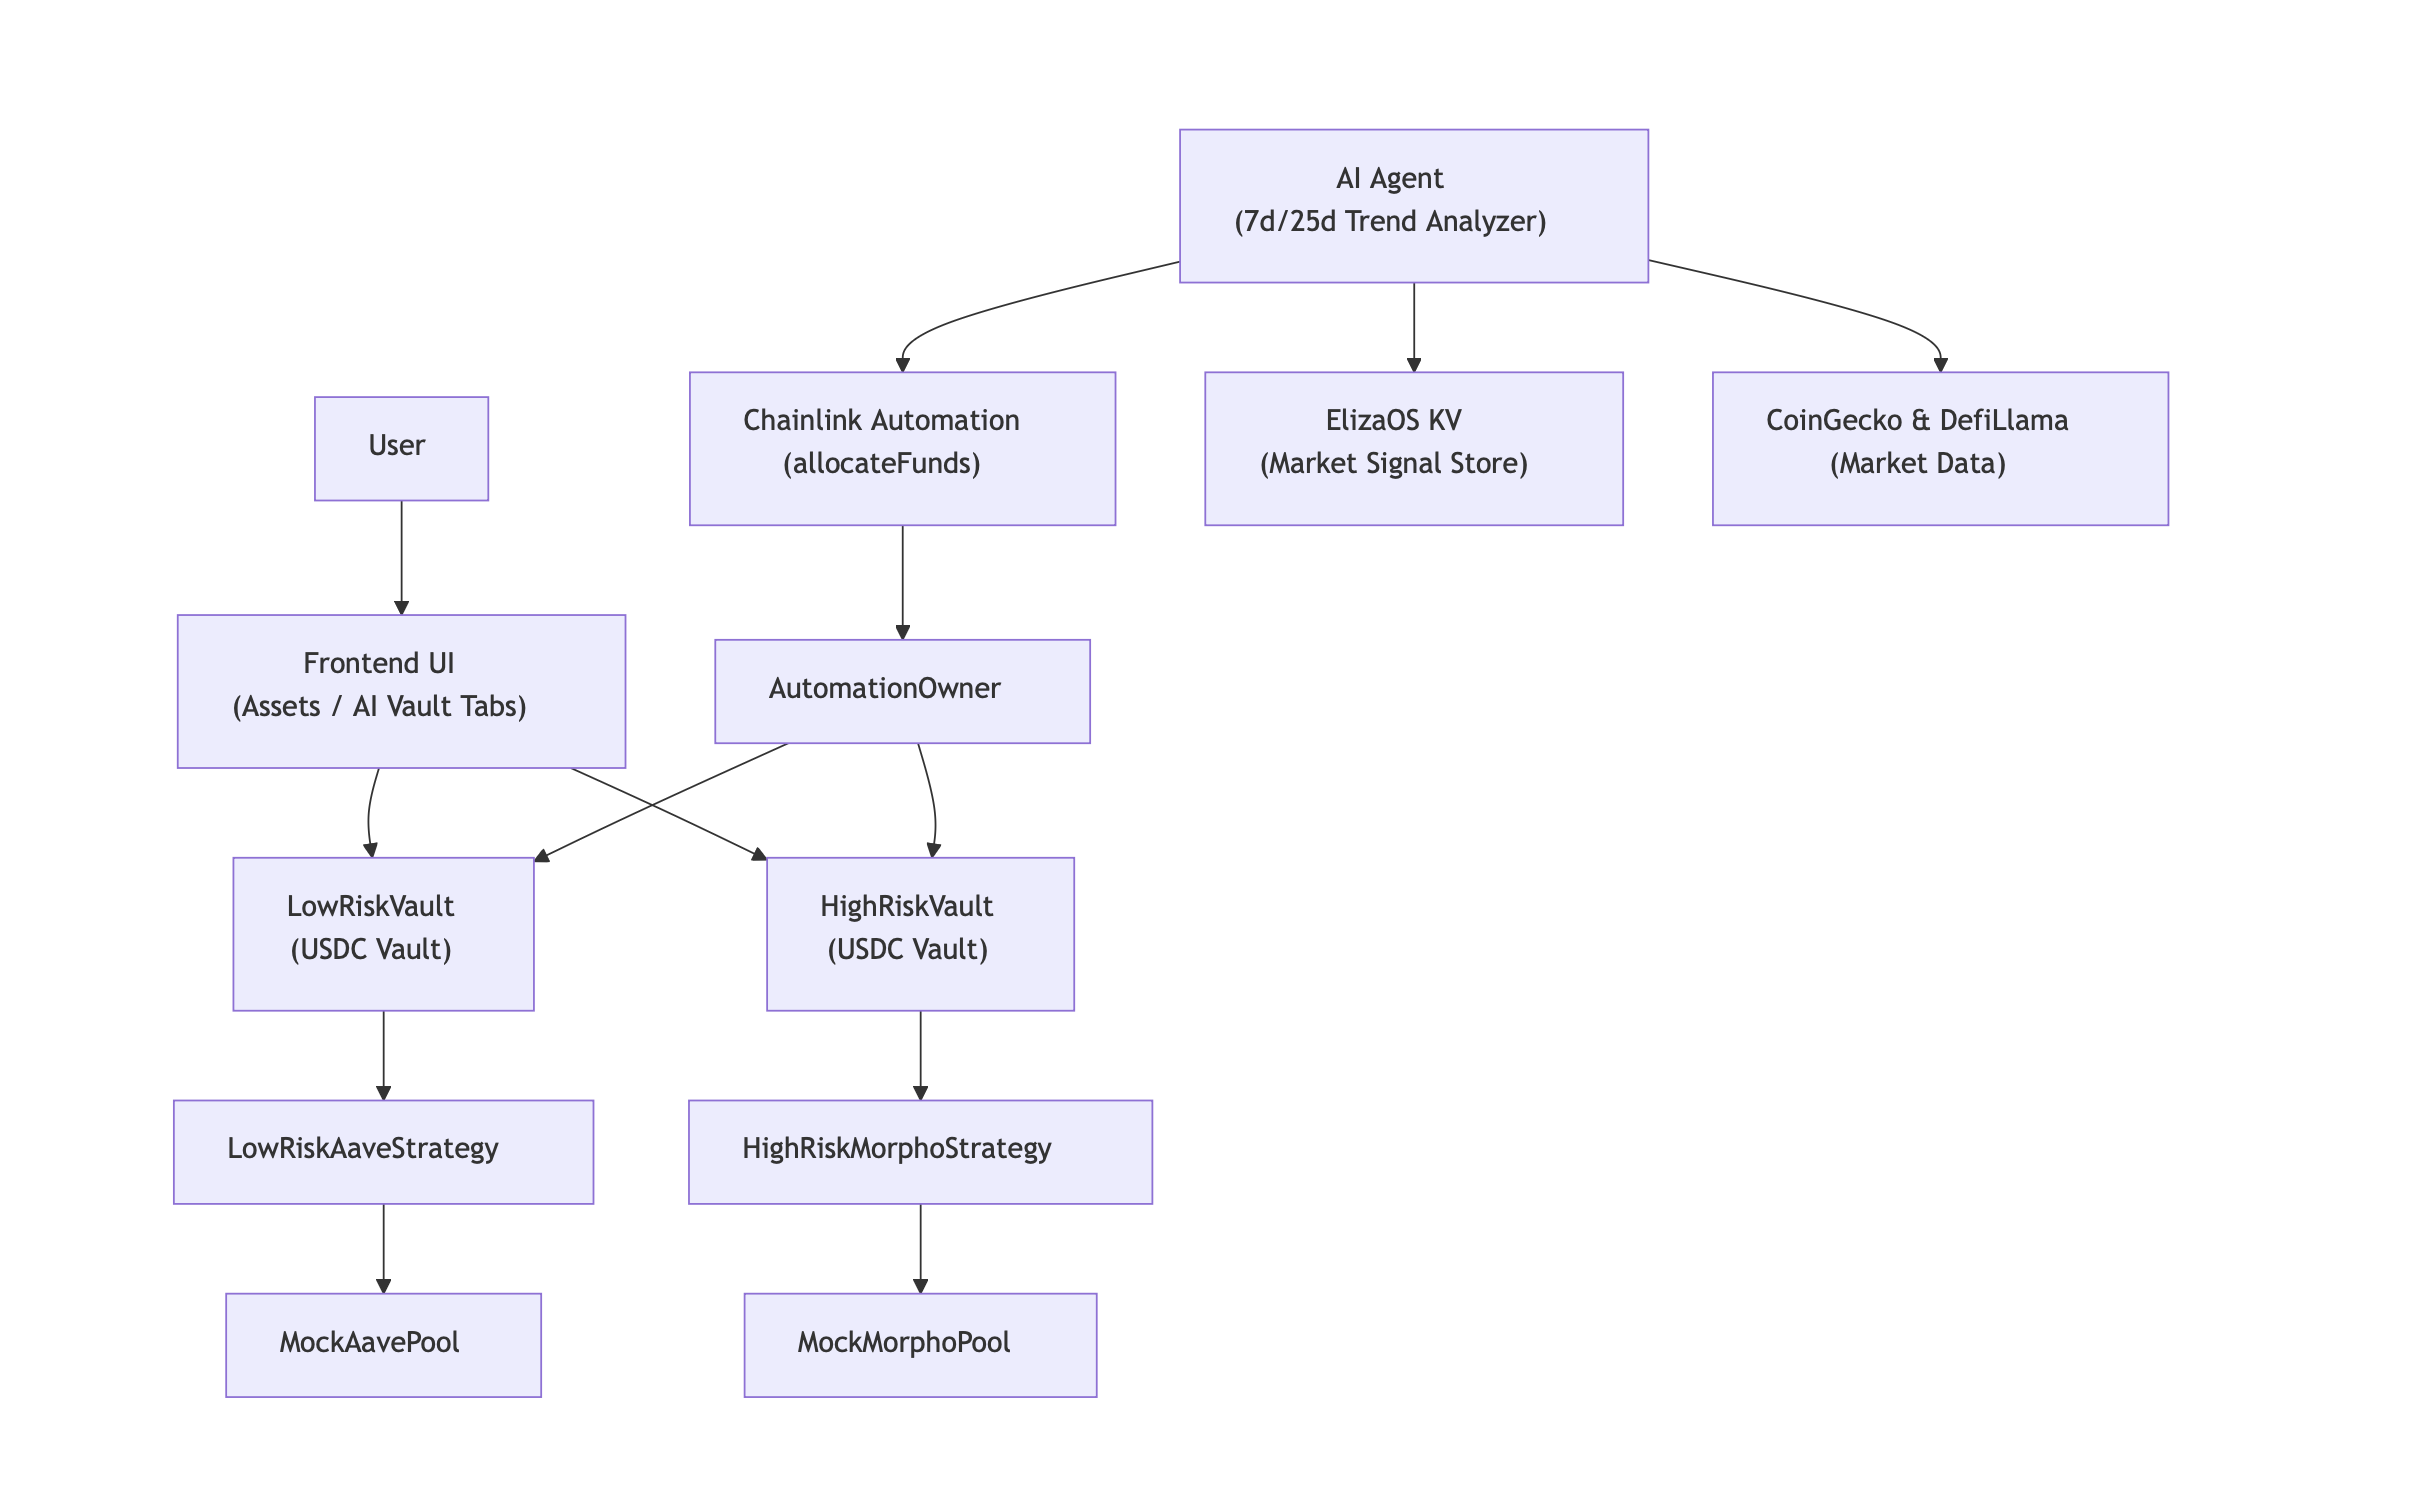 AI Agent
(7d/25d Trend Analyzer)
Chainlink Automation
(allocateFunds)
ElizaOS KV
(Market Signal Store)
CoinGecko & DefiLlama
(Market Data)
User
Frontend UI
(Assets / AI Vault Tabs)
AutomationOwner
LowRiskVault
(USDC Vault)
HighRiskVault
(USDC Vault)
LowRiskAaveStrategy
HighRiskMorphoStrategy
MockAavePool
MockMorphoPool